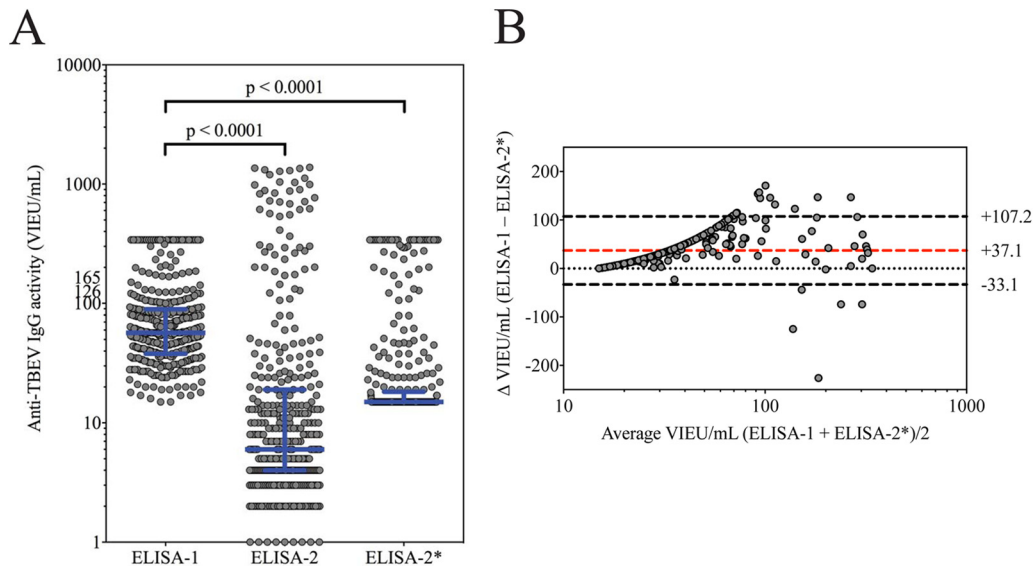 A
10000
1000
165
126
100
10
1
Anti-TBEV IgG activity (VIEU/mL)
p < 0.0001
p < 0.0001
ELISA-1 ELISA-2 ELISA-2*
B
200
100
0
-100
-200
Δ VIEU/mL (ELISA-1 – ELISA-2*)
+107.2
+37.1
-33.1
10 100 1000
Average VIEU/mL (ELISA-1 + ELISA-2*)/2